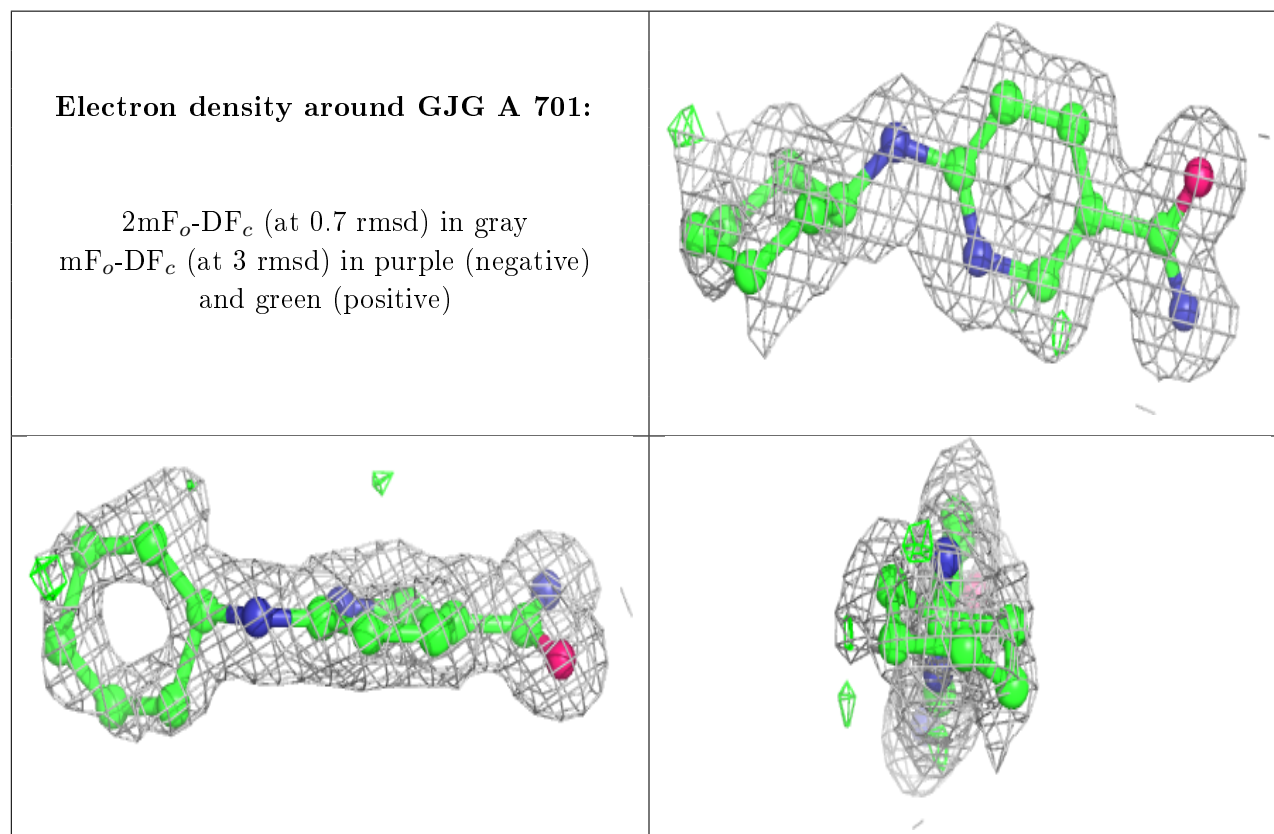 Electron density around GJG A 701:
2mFo-DFc (at 0.7 rmsd) in gray
mFo-DFc (at 3 rmsd) in purple (negative)
and green (positive)